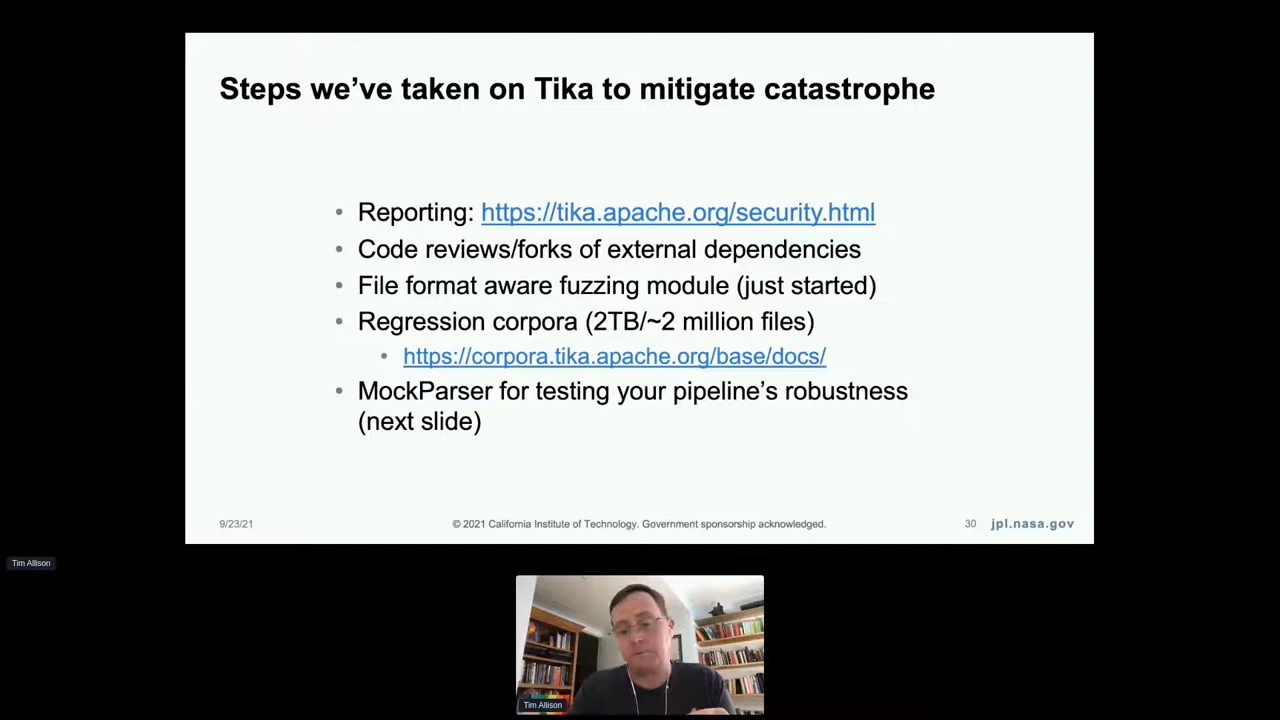 Steps we’ve taken on Tika to mitigate catastrophe
• Reporting: https://tika.apache.org/security.html
• Code reviews/forks of external dependencies
• File format aware fuzzing module (just started)
• Regression corpora (2TB/~2 million files)
• https://corpora.tika.apache.org/base/docs/
• MockParser for testing your pipeline’s robustness
(next slide)
9/23/21 © 2021 California Institute of Technology. Government sponsorship acknowledged. 30 jpl.nasa.gov
Tim Allison
Tim Allison